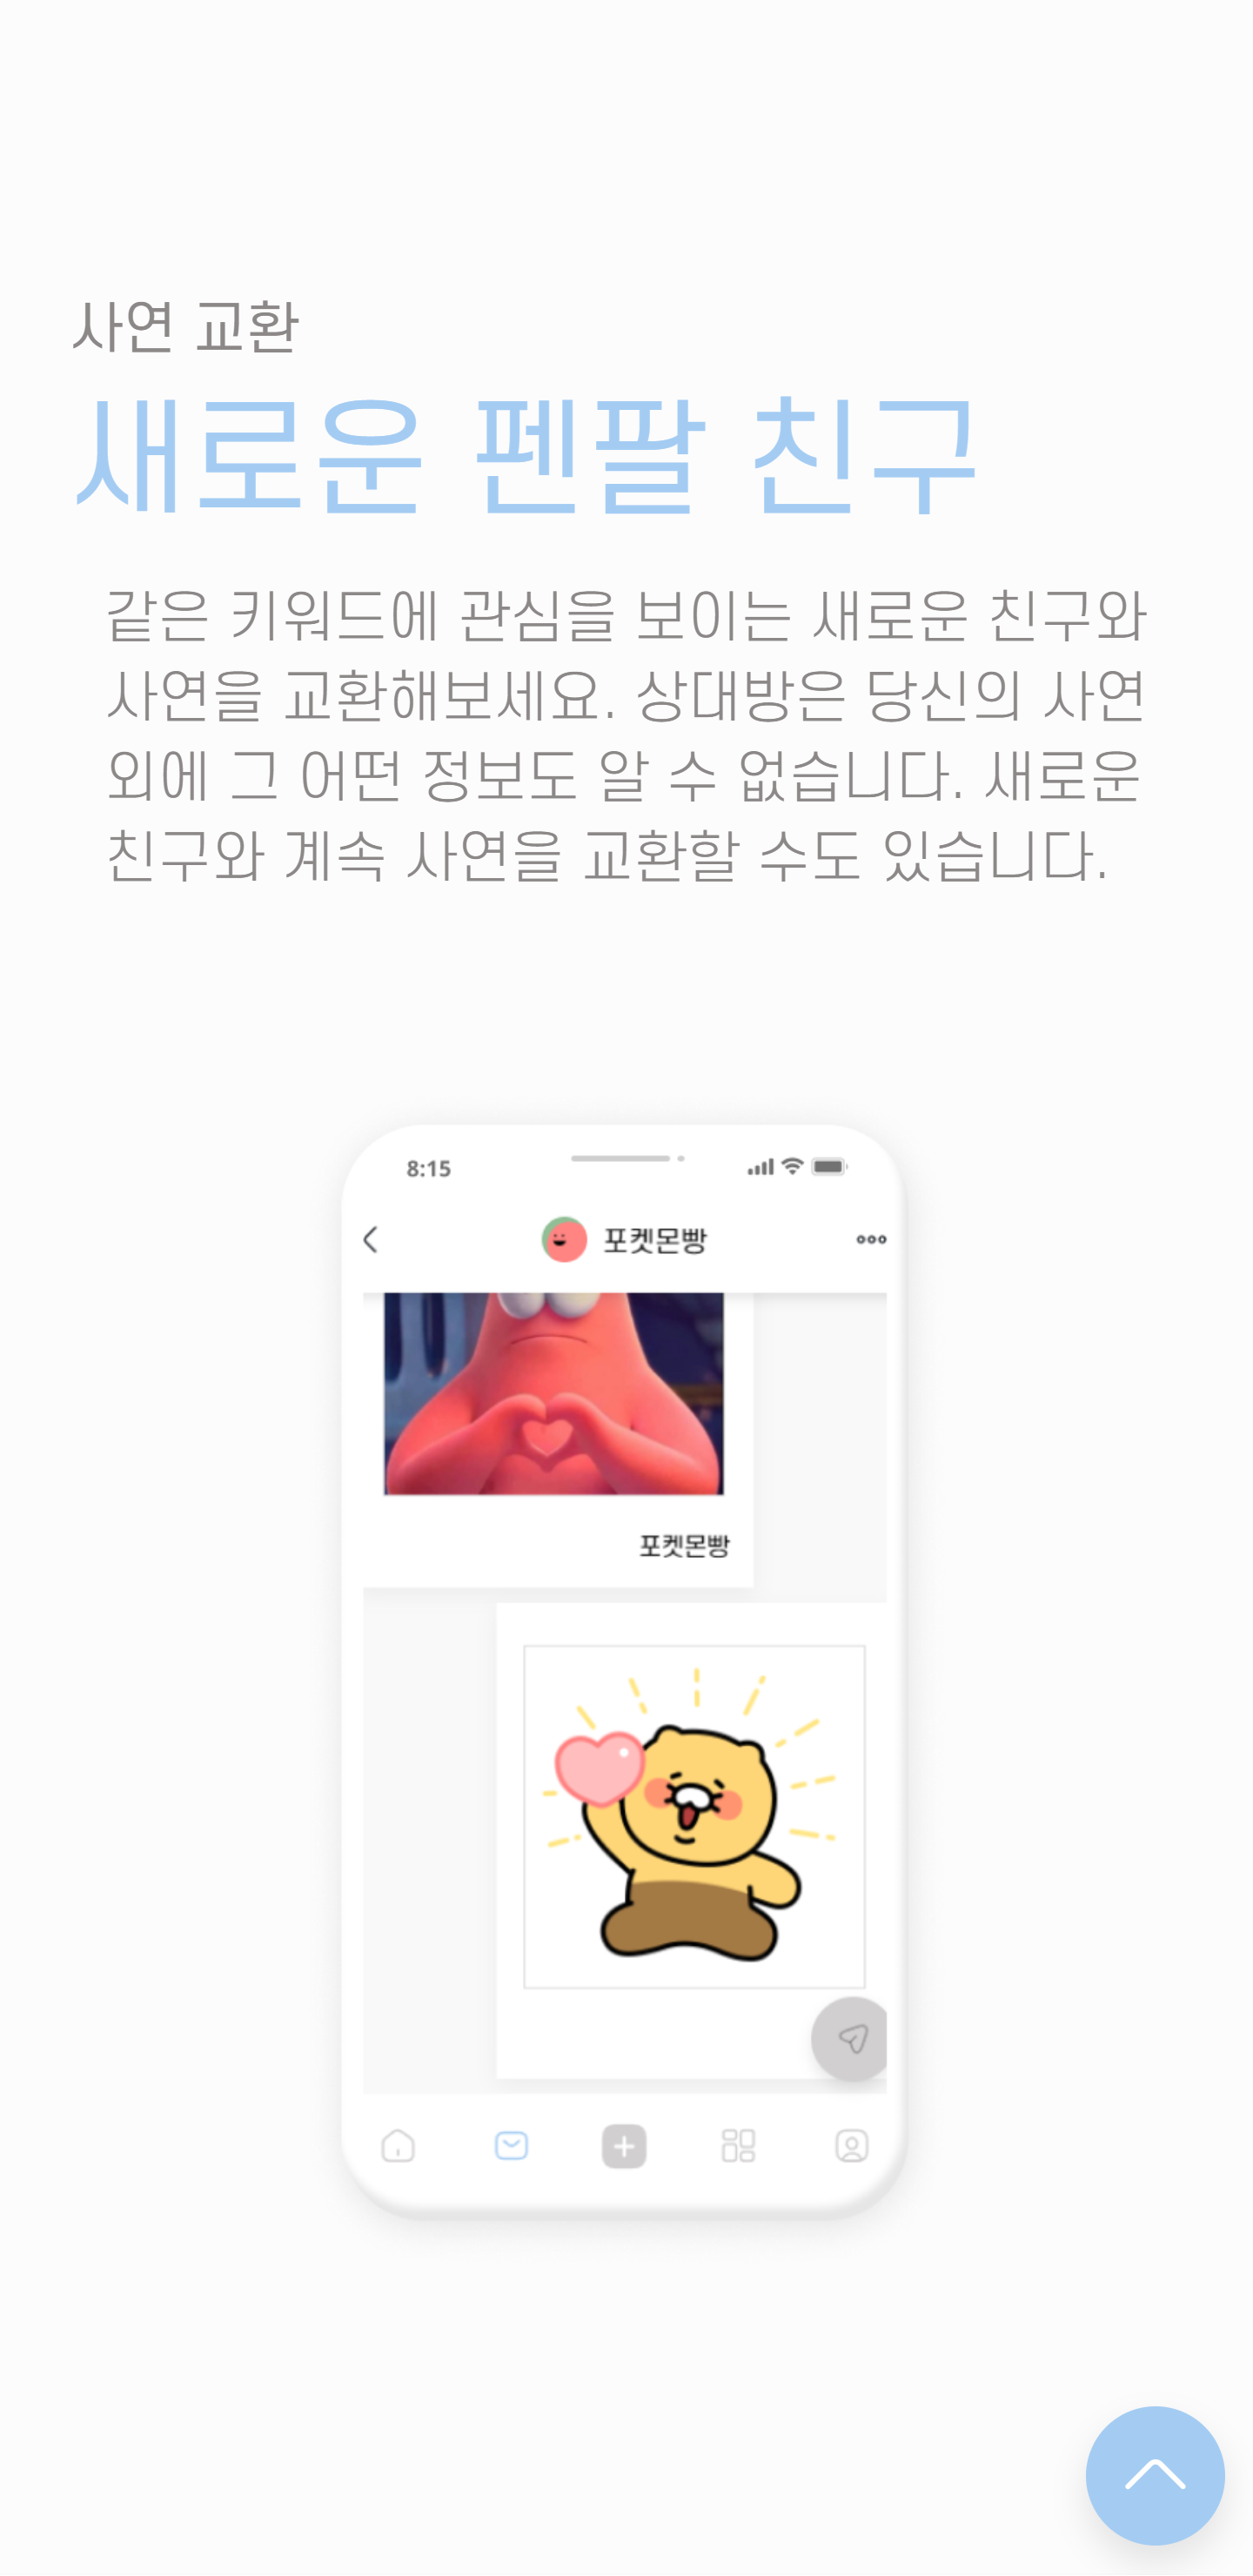 사연 교환
새로운 펜팔 친구
같은 키워드에 관심을 보이는 새로운 친구와
사연을 교환해보세요. 상대방은 당신의 사연
외에 그 어떤 정보도 알 수 없습니다. 새로운
친구와 계속 사연을 교환할 수도 있습니다.
8:15
포켓몬빵
포켓몬빵